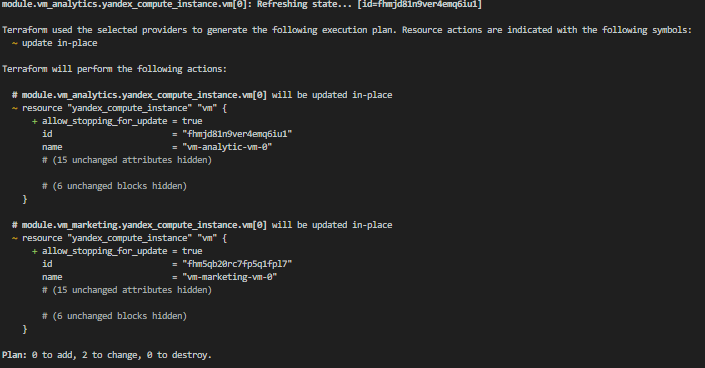 module.vm_analytics.yandex_compute_instance.vm[0]: Refreshing state... [id=fhmjd81n9ver4emq6iu1]
Terraform used the selected providers to generate the following execution plan. Resource actions are indicated with the following symbols:
~ update in-place
Terraform will perform the following actions:
# module.vm_analytics.yandex_compute_instance.vm[0] will be updated in-place
~ resource "yandex_compute_instance" "vm" {
+ allow_stopping_for_update = true
id = "fhmjd81n9ver4emq6iu1"
name = "vm-analytic-vm-0"
# (15 unchanged attributes hidden)
# (6 unchanged blocks hidden)
}
# module.vm_marketing.yandex_compute_instance.vm[0] will be updated in-place
~ resource "yandex_compute_instance" "vm" {
+ allow_stopping_for_update = true
id = "fhm5qb20rc7fp5q1fpl7"
name = "vm-marketing-vm-0"
# (15 unchanged attributes hidden)
# (6 unchanged blocks hidden)
}
Plan: 0 to add, 2 to change, 0 to destroy.